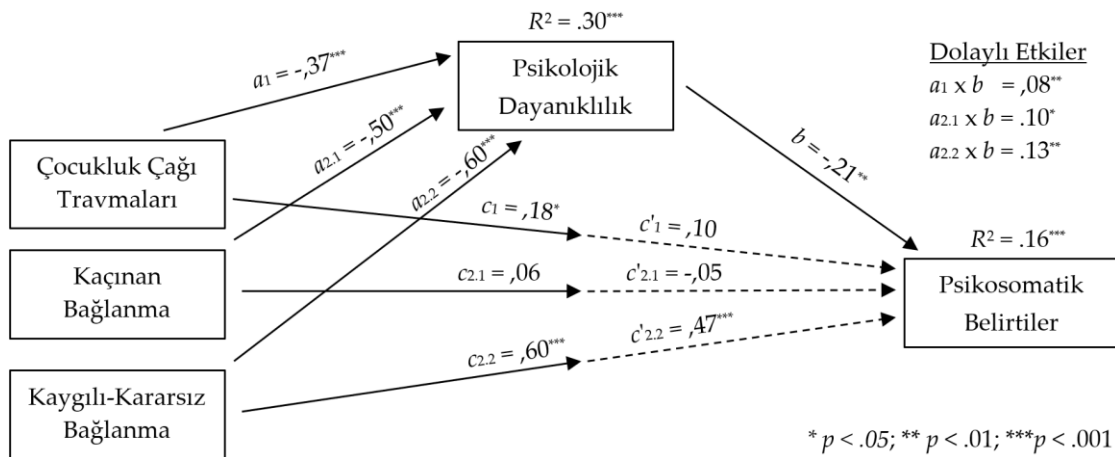 R² = .30***
Psikolojik
Dayanıklılık
Dolaylı Etkiler
a1 x b = ,08**
a2.1 x b = .10*
a2.2 x b = .13**
a1 = -,37***
a2.1 = -,50***
a2.2 = -,60***
b = -,21**
Çocukluk Çağı
Travmaları
c1 = ,18*
c'1 = ,10
R² = .16***
Kaçınan
Bağlanma
c2.1 = ,06
c'2.1 = -,05
Psikosomatik
Belirtiler
c2.2 = ,60***
c'2.2 = ,47***
Kaygılı-Kararsız
Bağlanma
* p < .05; ** p < .01; ***p < .001